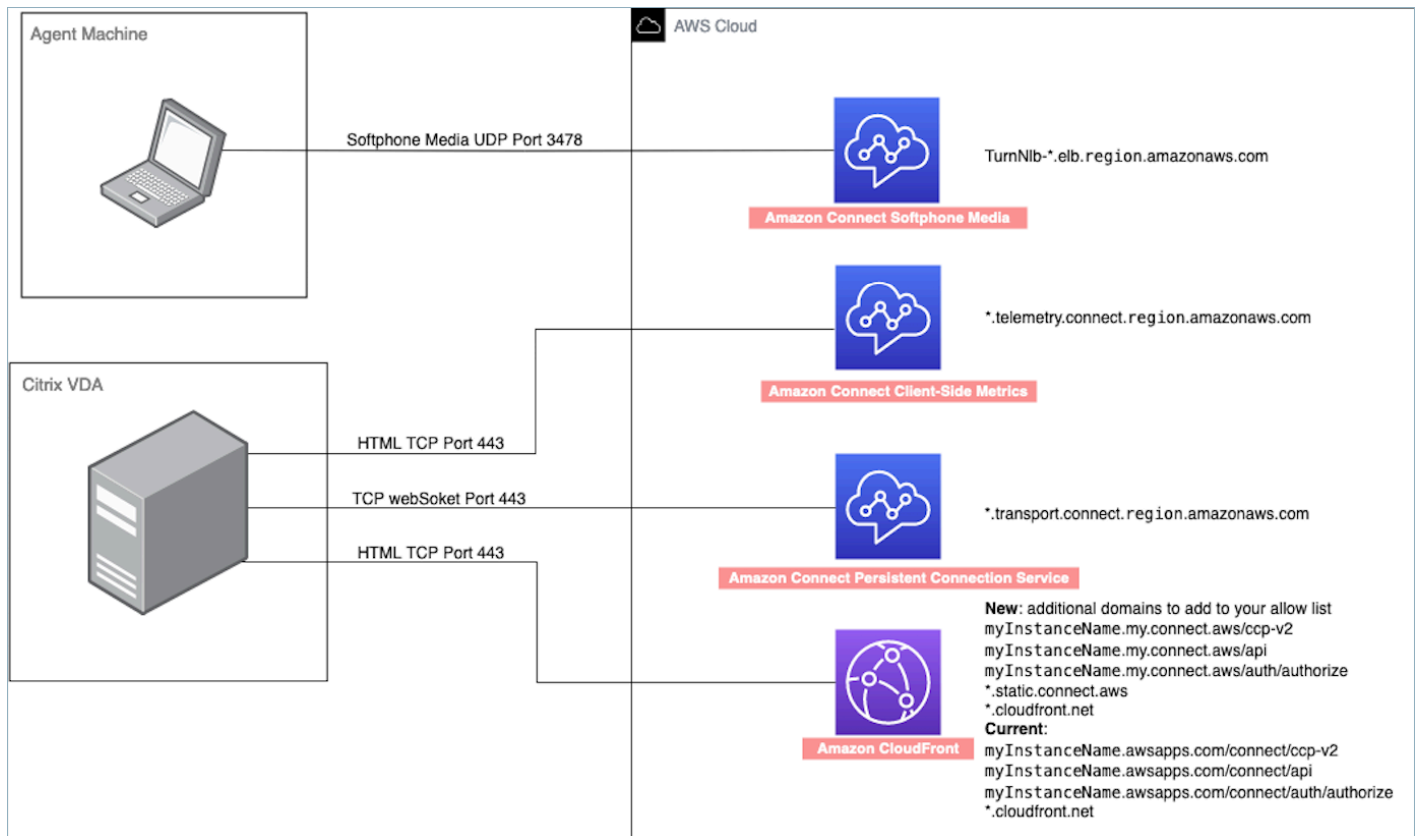 Agent Machine
AWS Cloud
Softphone Media UDP Port 3478
TurnNlb-*.elb.region.amazonaws.com
Amazon Connect Softphone Media
*.telemetry.connect.region.amazonaws.com
Amazon Connect Client-Side Metrics
Citrix VDA
HTML TCP Port 443
TCP webSoket Port 443
HTML TCP Port 443
*.transport.connect.region.amazonaws.com
Amazon Connect Persistent Connection Service
New: additional domains to add to your allow list
myInstanceName.my.connect.aws/ccp-v2
myInstanceName.my.connect.aws/api
myInstanceName.my.connect.aws/auth/authorize
*.static.connect.aws
*.cloudfront.net
Current:
myInstanceName.awsapps.com/connect/ccp-v2
myInstanceName.awsapps.com/connect/api
myInstanceName.awsapps.com/connect/auth/authorize
*.cloudfront.net
Amazon CloudFront